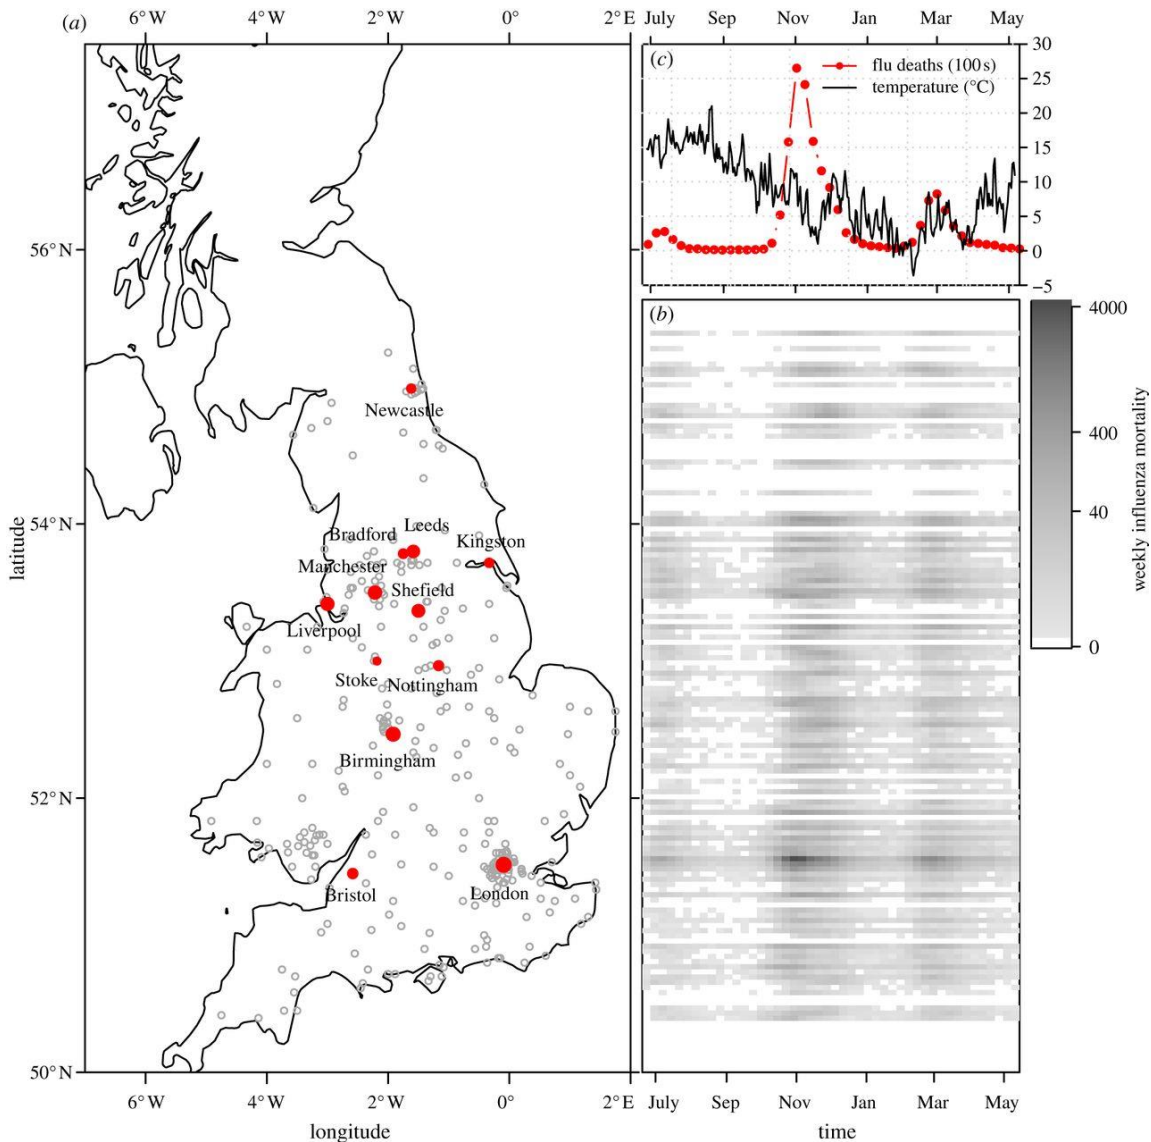 (a)
6°W 4°W 2°W 0° 2°E
56°N
54°N
52°N
50°N
latitude
Newcastle
Bradford
Leeds
Kingston
Manchester
Shefield
Liverpool
Stoke
Nottingham
Birmingham
Bristol
London
6°W 4°W 2°W 0° 2°E
longitude
July Sep Nov Jan Mar May
(c)
flu deaths (100s)
temperature (°C)
30
25
20
15
10
5
0
−5
(b)
4000
400
40
0
weekly influenza mortality
July Sep Nov Jan Mar May
time